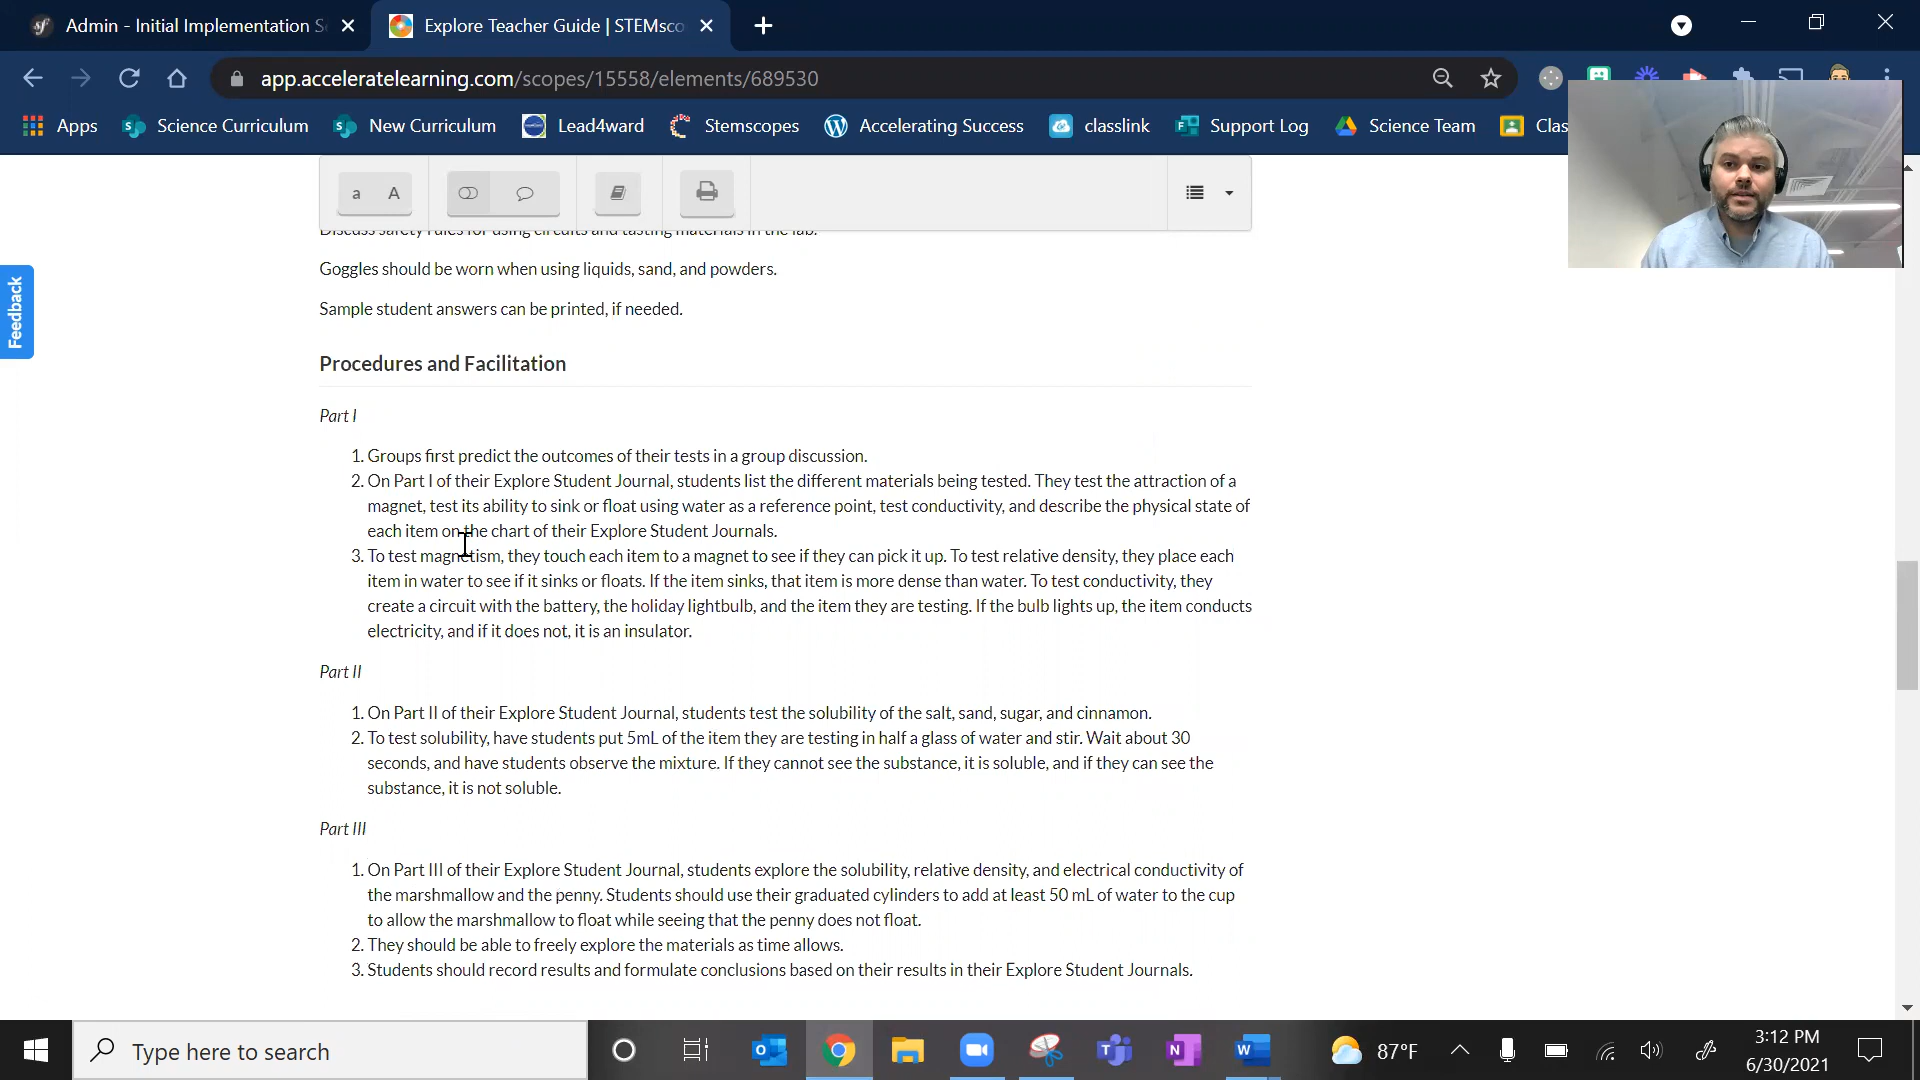 Admin - Initial Implementation S
Explore Teacher Guide | STEMsco
app.acceleratelearning.com/scopes/15558/elements/689530
Apps
Science Curriculum
New Curriculum
Lead4ward
Stemscopes
Accelerating Success
classlink
Support Log
Science Team
Clas
a A
Discuss safety rules for using circuits and tasting materials in the lab.
Goggles should be worn when using liquids, sand, and powders.
Sample student answers can be printed, if needed.
Feedback
Procedures and Facilitation
Part I
1. Groups first predict the outcomes of their tests in a group discussion.
2. On Part I of their Explore Student Journal, students list the different materials being tested. They test the attraction of a
magnet, test its ability to sink or float using water as a reference point, test conductivity, and describe the physical state of
each item on the chart of their Explore Student Journals.
3. To test magnetism, they touch each item to a magnet to see if they can pick it up. To test relative density, they place each
item in water to see if it sinks or floats. If the item sinks, that item is more dense than water. To test conductivity, they
create a circuit with the battery, the holiday lightbulb, and the item they are testing. If the bulb lights up, the item conducts
electricity, and if it does not, it is an insulator.
Part II
1. On Part II of their Explore Student Journal, students test the solubility of the salt, sand, sugar, and cinnamon.
2. To test solubility, have students put 5mL of the item they are testing in half a glass of water and stir. Wait about 30
seconds, and have students observe the mixture. If they cannot see the substance, it is soluble, and if they can see the
substance, it is not soluble.
Part III
1. On Part III of their Explore Student Journal, students explore the solubility, relative density, and electrical conductivity of
the marshmallow and the penny. Students should use their graduated cylinders to add at least 50 mL of water to the cup
to allow the marshmallow to float while seeing that the penny does not float.
2. They should be able to freely explore the materials as time allows.
3. Students should record results and formulate conclusions based on their results in their Explore Student Journals.
Type here to search
87°F
3:12 PM
6/30/2021